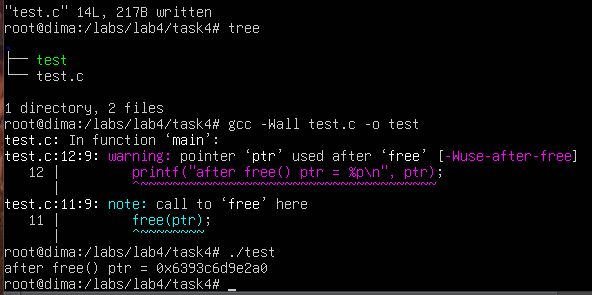 "test.c" 14L, 217B written
root@dima:/labs/lab4/task4# tree
.
├── test
└── test.c

1 directory, 2 files
root@dima:/labs/lab4/task4# gcc -Wall test.c -o test
test.c: In function ‘main’:
test.c:12:9: warning: pointer ‘ptr’ used after ‘free’ [-Wuse-after-free]
   12 |         printf("after free() ptr = %p\n", ptr);
      |         ^~~~~~~~~~~~~~~~~~~~~~~~~~~~~~~~~~~~~~
test.c:11:9: note: call to ‘free’ here
   11 |         free(ptr);
      |         ^~~~~~~~~
root@dima:/labs/lab4/task4# ./test
after free() ptr = 0x6393c6d9e2a0
root@dima:/labs/lab4/task4# _